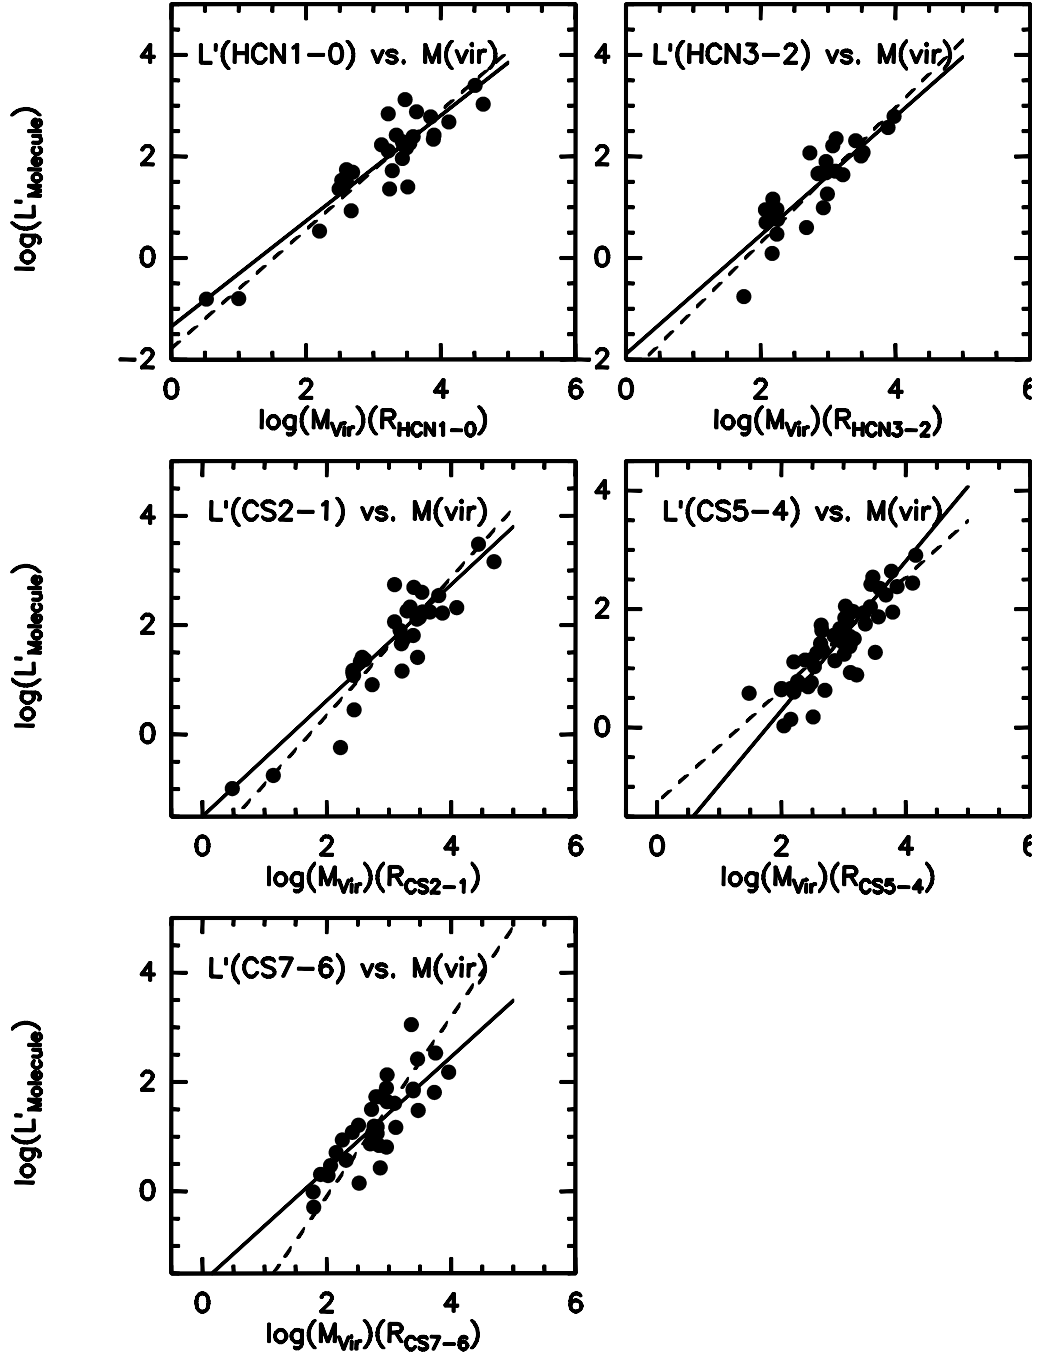 L'(HCN1−0) vs. M(vir)
L'(HCN3−2) vs. M(vir)
log(L'Molecule)
4
2
0
−2
4
2
0
−2
0 2 4 6
0 2 4 6
log(MVir)(RHCN1−0)
log(MVir)(RHCN3−2)
L'(CS2−1) vs. M(vir)
L'(CS5−4) vs. M(vir)
log(L'Molecule)
4
2
0
4
2
0
0 2 4 6
0 2 4 6
log(MVir)(RCS2−1)
log(MVir)(RCS5−4)
L'(CS7−6) vs. M(vir)
log(L'Molecule)
4
2
0
0 2 4 6
log(MVir)(RCS7−6)